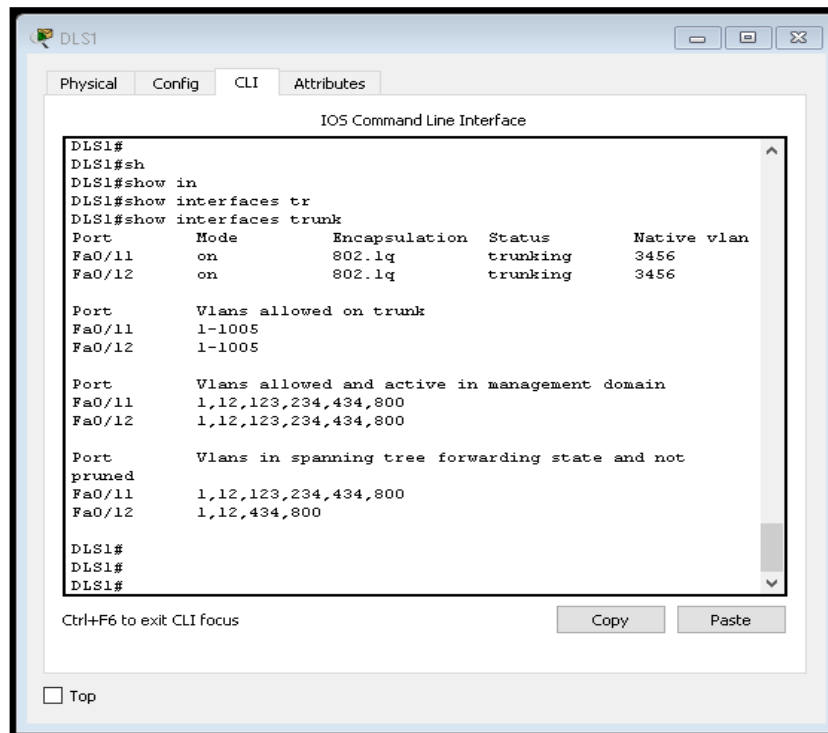 DLS1
Physical Config CLI Attributes
IOS Command Line Interface
DLS1#
DLS1#sh
DLS1#show in
DLS1#show interfaces tr
DLS1#show interfaces trunk
Port Mode Encapsulation Status Native vlan
Fa0/11 on 802.1q trunking 3456
Fa0/12 on 802.1q trunking 3456
Port Vlans allowed on trunk
Fa0/11 1-1005
Fa0/12 1-1005
Port Vlans allowed and active in management domain
Fa0/11 1,12,123,234,434,800
Fa0/12 1,12,123,234,434,800
Port Vlans in spanning tree forwarding state and not
pruned
Fa0/11 1,12,123,234,434,800
Fa0/12 1,12,434,800
DLS1#
DLS1#
DLS1#
Ctrl+F6 to exit CLI focus Copy Paste
Top